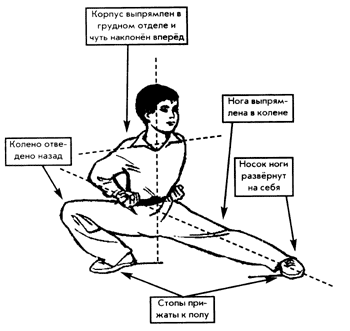 Корпус выпрямлен в
грудном отделе и
чуть наклонён вперёд
Нога выпрям-
лена в колене
Колено отве-
дено назад
Носок ноги
развёрнут
на себя
Стопы при-
жаты к полу